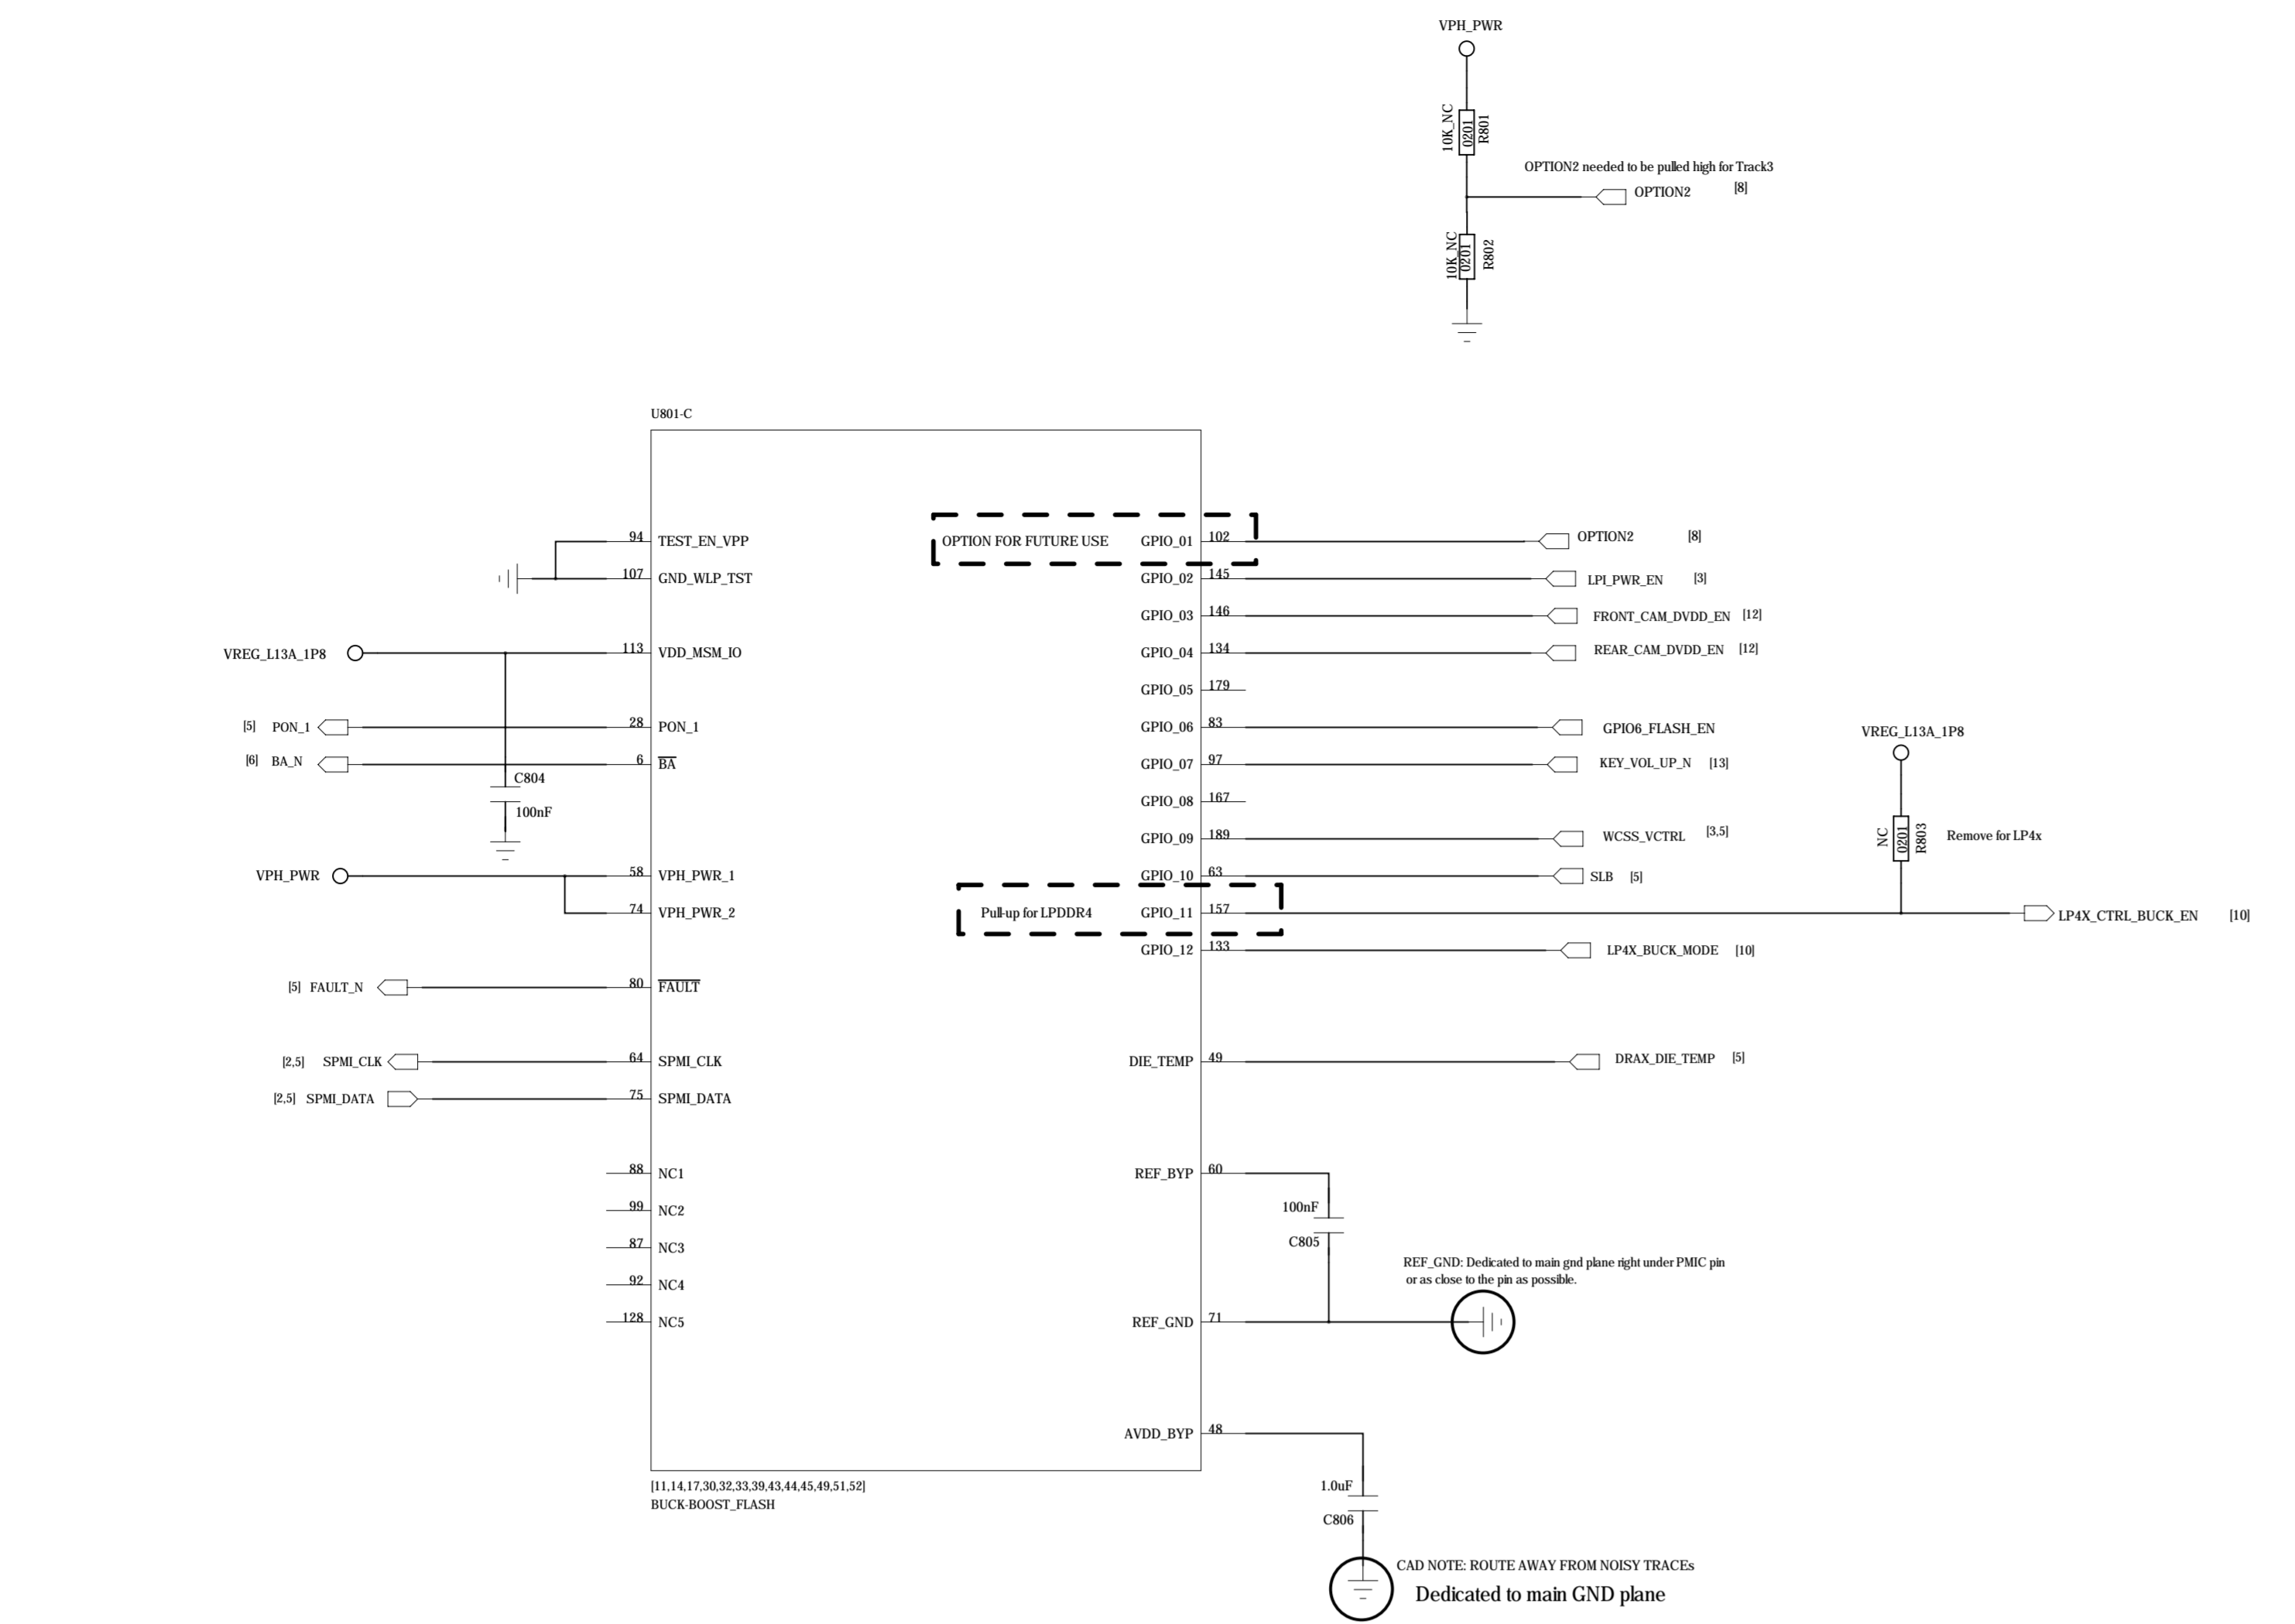 VPH_PWR
10K_NC
0201
R801
OPTION2 needed to be pulled high for Track3
OPTION2 [8]
10K_NC
0201
R802
U801-C
94 TEST_EN_VPP
OPTION FOR FUTURE USE GPIO_01 102
OPTION2 [8]
107 GND_WLP_TST
GPIO_02 145
LPI_PWR_EN [3]
GPIO_03 146
FRONT_CAM_DVDD_EN [12]
VREG_L13A_1P8
113 VDD_MSM_IO
GPIO_04 134
REAR_CAM_DVDD_EN [12]
GPIO_05 179
[5] PON_1
28 PON_1
GPIO_06 83
GPIO6_FLASH_EN
VREG_L13A_1P8
[6] BA_N
6 BA
GPIO_07 97
KEY_VOL_UP_N [13]
C804
100nF
GPIO_08 167
GPIO_09 189
WCSS_VCTRL [3,5]
NC
0201
R803
Remove for LP4x
VPH_PWR
58 VPH_PWR_1
GPIO_10 63
SLB [5]
74 VPH_PWR_2
Pull-up for LPDDR4 GPIO_11 157
LP4X_CTRL_BUCK_EN [10]
GPIO_12 133
LP4X_BUCK_MODE [10]
[5] FAULT_N
80 FAULT
[2,5] SPMI_CLK
64 SPMI_CLK
DIE_TEMP 49
DRAX_DIE_TEMP [5]
[2,5] SPMI_DATA
75 SPMI_DATA
88 NC1
REF_BYP 60
99 NC2
100nF
C805
87 NC3
92 NC4
REF_GND: Dedicated to main gnd plane right under PMIC pin
or as close to the pin as possible.
128 NC5
REF_GND 71
AVDD_BYP 48
[11,14,17,30,32,33,39,43,44,45,49,51,52]
BUCK-BOOST_FLASH
1.0uF
C806
CAD NOTE: ROUTE AWAY FROM NOISY TRACEs
Dedicated to main GND plane